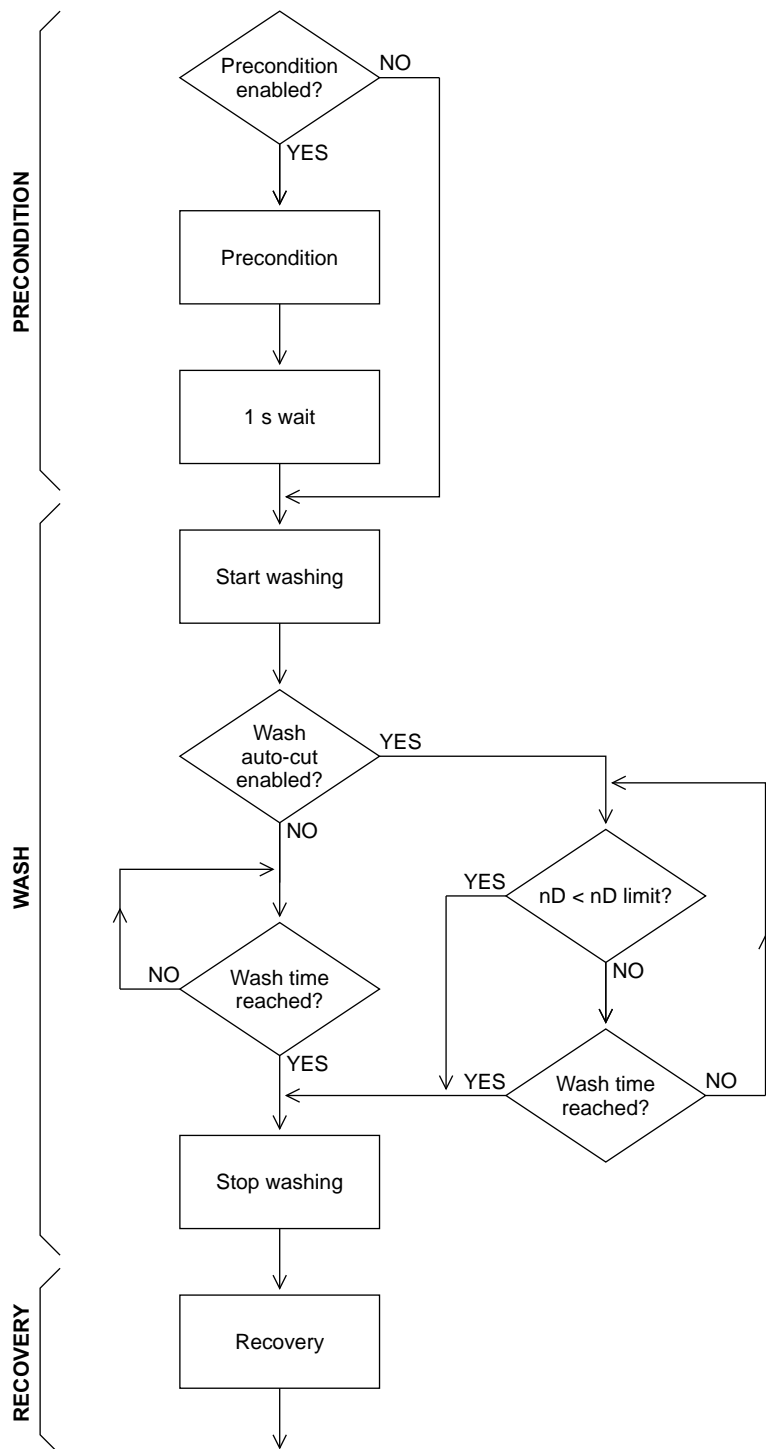 PRECONDITION
Precondition
enabled?
NO
YES
Precondition
1 s wait
WASH
Start washing
Wash
auto-cut
enabled?
YES
NO
YES
nD < nD limit?
NO
NO
Wash time
reached?
YES
YES
Wash time
reached?
NO
Stop washing
RECOVERY
Recovery